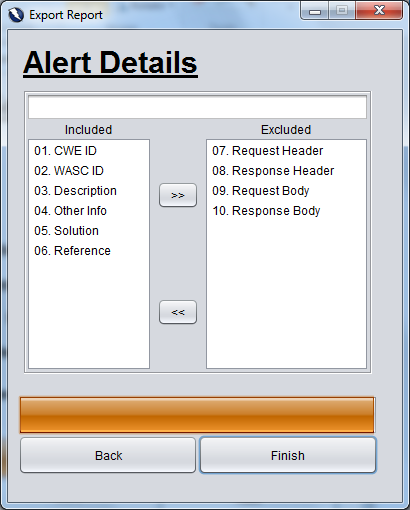 Export Report
Alert Details
Included
Excluded
01. CWE ID
02. WASC ID
03. Description
04. Other Info
05. Solution
06. Reference
>>
<<
07. Request Header
08. Response Header
09. Request Body
10. Response Body
Back
Finish